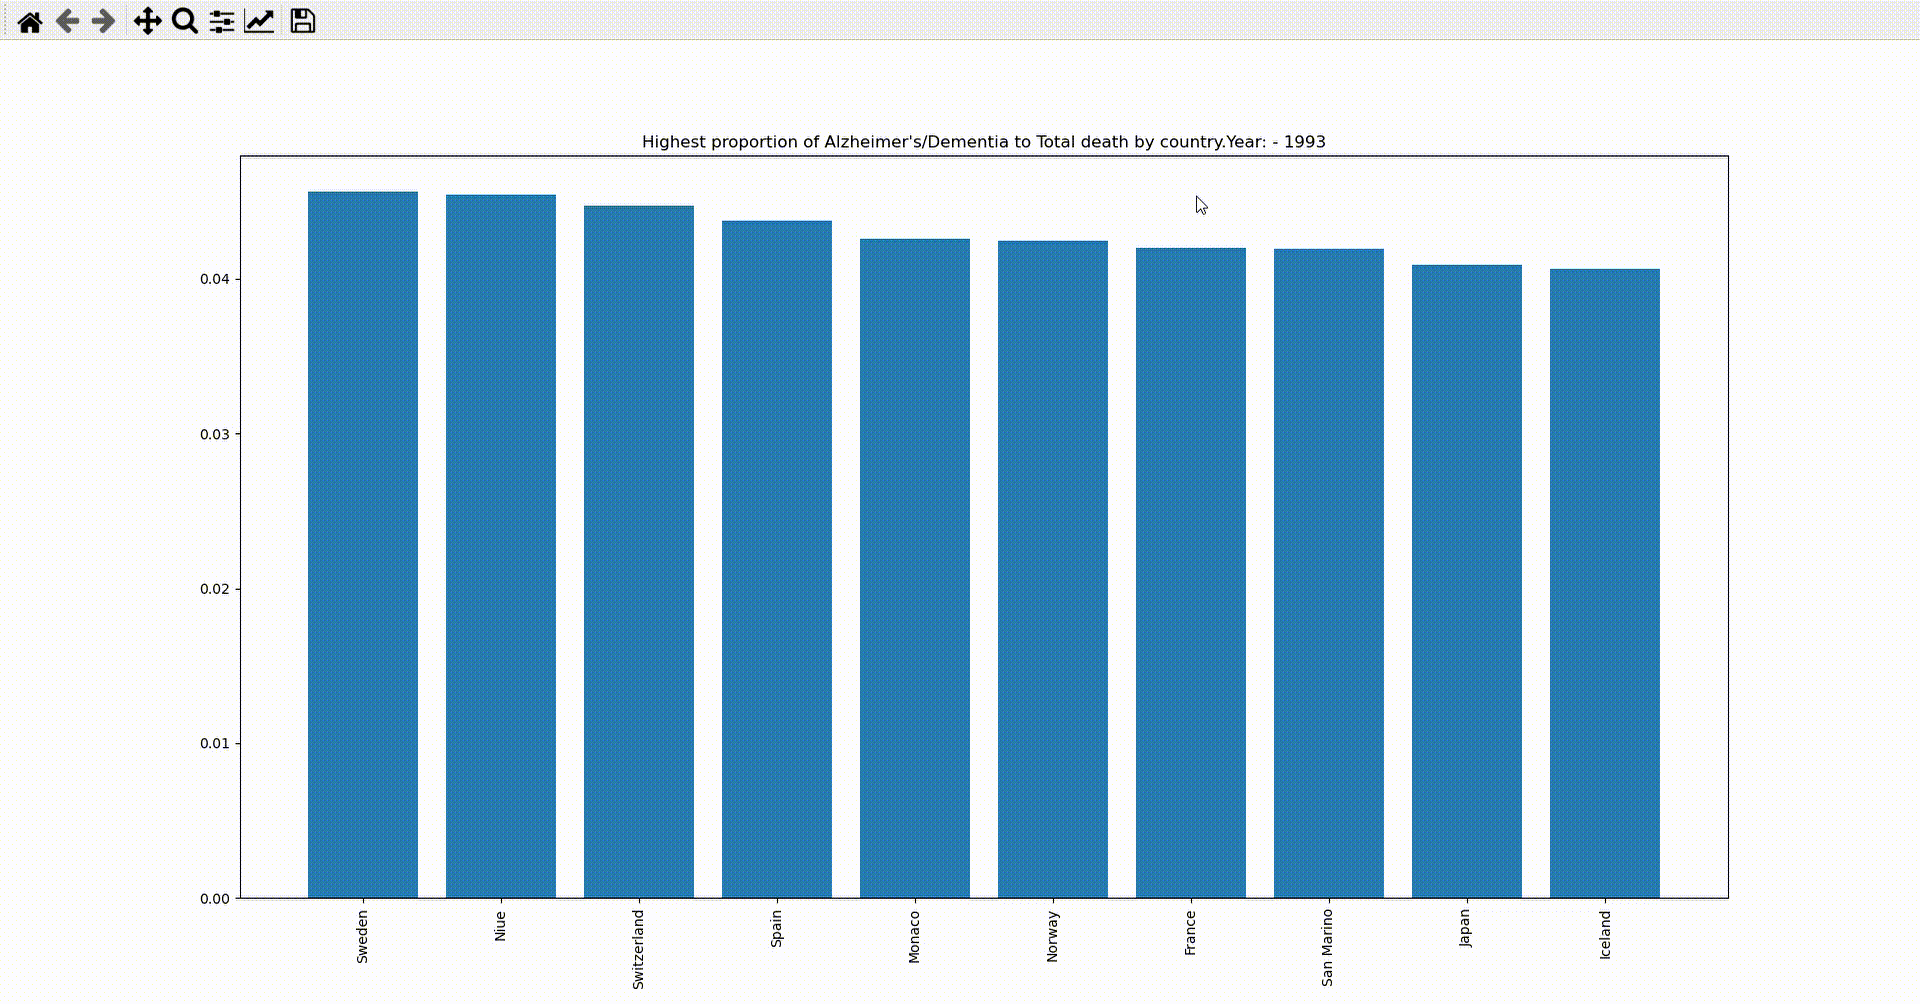 Highest proportion of Alzheimer's/Dementia to Total death by country.Year: - 1993
0.04
0.03
0.02
0.01
0.00
Sweden
Niue
Switzerland
Spain
Monaco
Norway
France
San Marino
Japan
Iceland